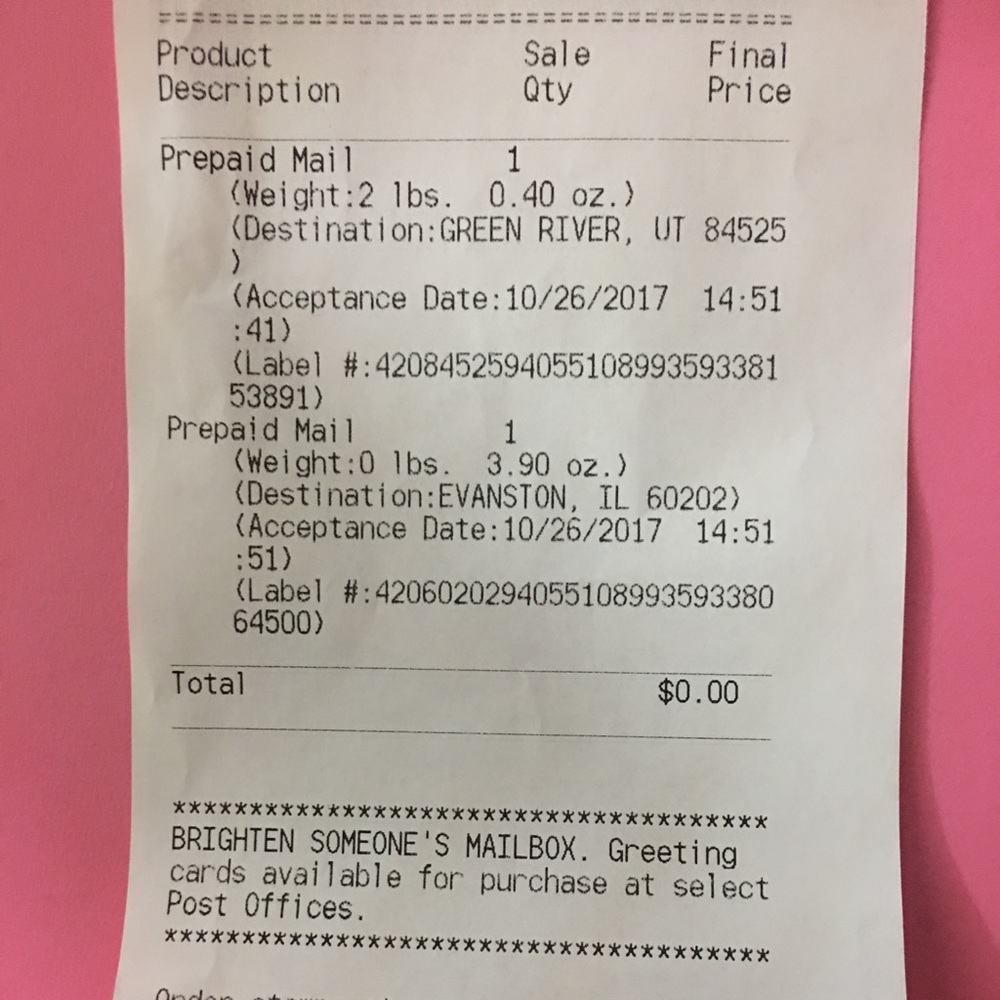 Product Sale Final
Description Qty Price
Prepaid Mail 1
(Weight:2 lbs. 0.40 oz.)
(Destination:GREEN RIVER, UT 84525
)
(Acceptance Date:10/26/2017 14:51
:41)
(Label #:4208452594055108993593381
53891)
Prepaid Mail 1
(Weight:0 lbs. 3.90 oz.)
(Destination:EVANSTON, IL 60202)
(Acceptance Date:10/26/2017 14:51
:51)
(Label #:4206020294055108993593380
64500)
Total $0.00
****************************************
BRIGHTEN SOMEONE'S MAILBOX. Greeting
cards available for purchase at select
Post Offices.
****************************************